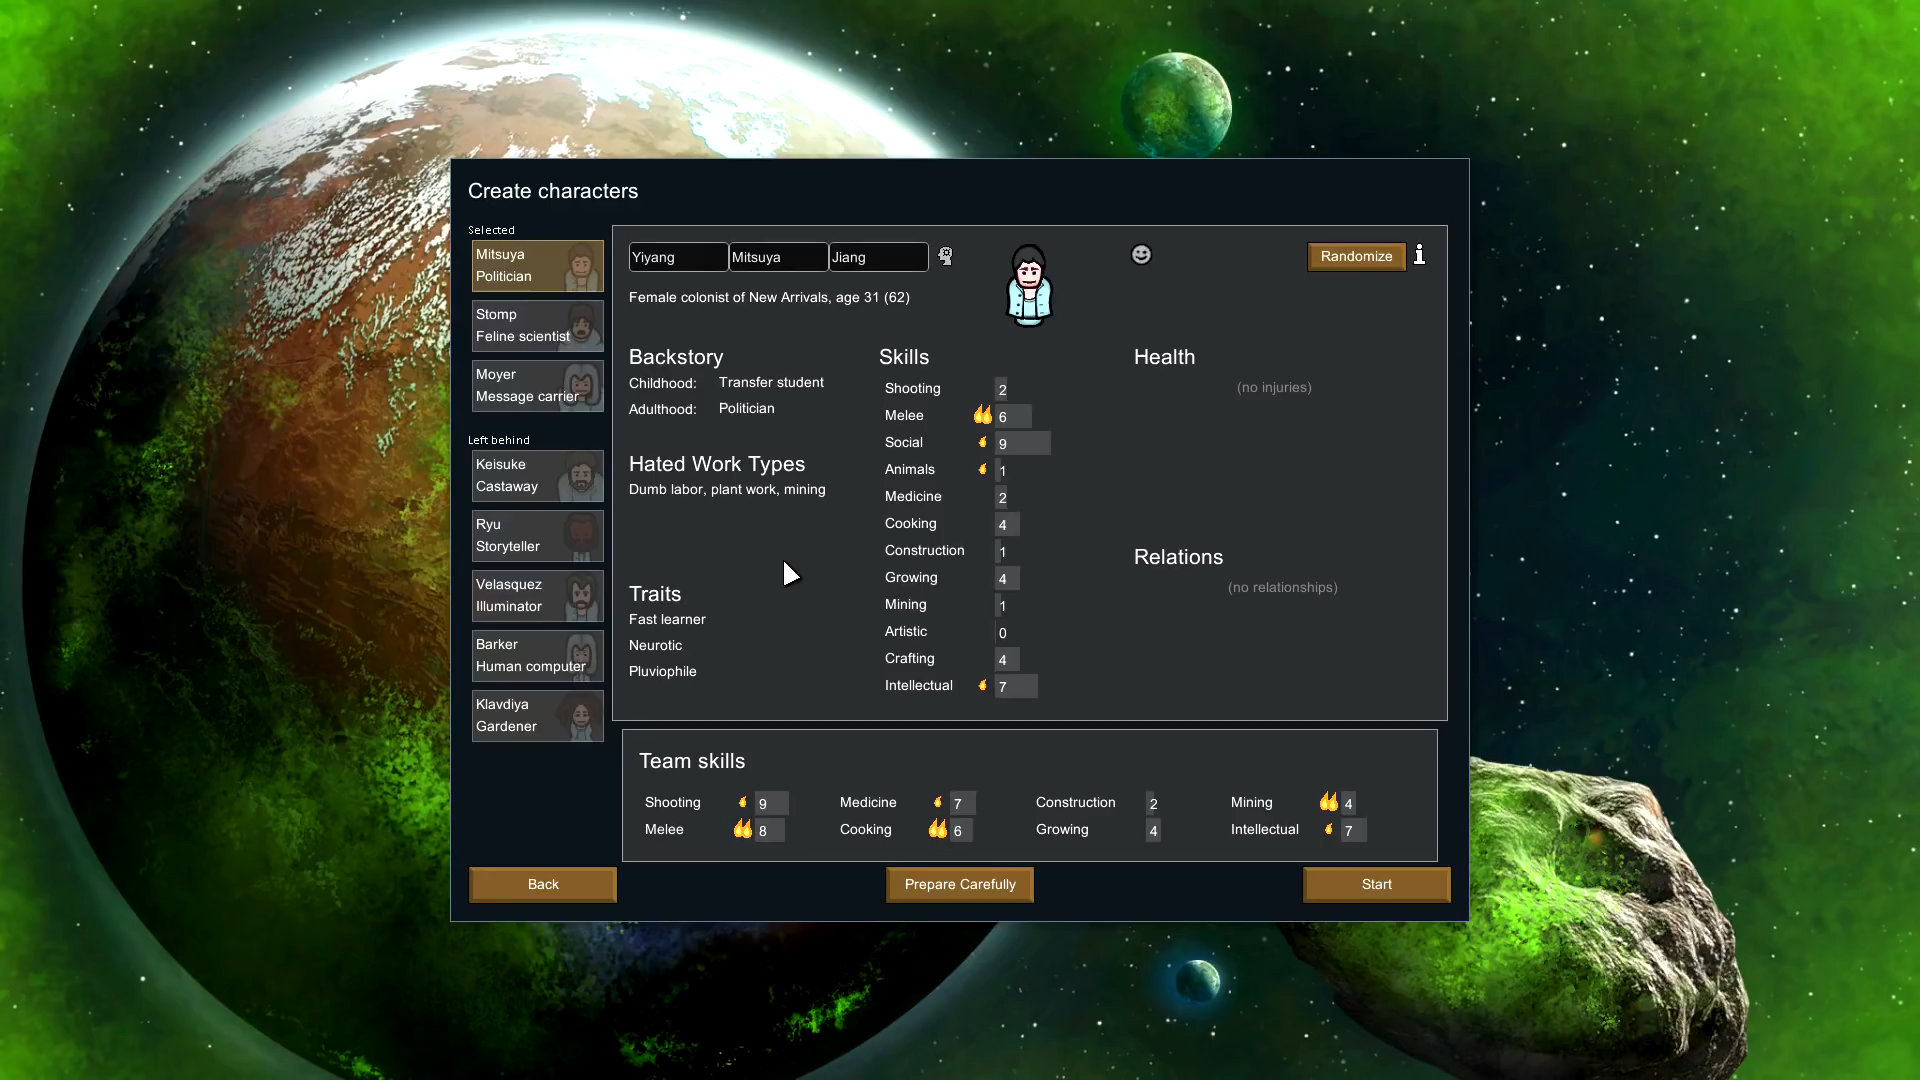 Create characters
Selected
Mitsuya
Politician
Stomp
Feline scientist
Moyer
Message carrier
Left behind
Keisuke
Castaway
Ryu
Storyteller
Velasquez
Illuminator
Barker
Human computer
Klavdiya
Gardener
Yiyang Mitsuya Jiang
Randomize
Female colonist of New Arrivals, age 31 (62)
Backstory
Childhood: Transfer student
Adulthood: Politician
Hated Work Types
Dumb labor, plant work, mining
Traits
Fast learner
Neurotic
Pluviophile
Skills
Shooting 2
Melee 6
Social 9
Animals 1
Medicine 2
Cooking 4
Construction 1
Growing 4
Mining 1
Artistic 0
Crafting 4
Intellectual 7
Health
(no injuries)
Relations
(no relationships)
Team skills
Shooting 9 Medicine 7 Construction 2 Mining 4
Melee 8 Cooking 6 Growing 4 Intellectual 7
Back Prepare Carefully Start